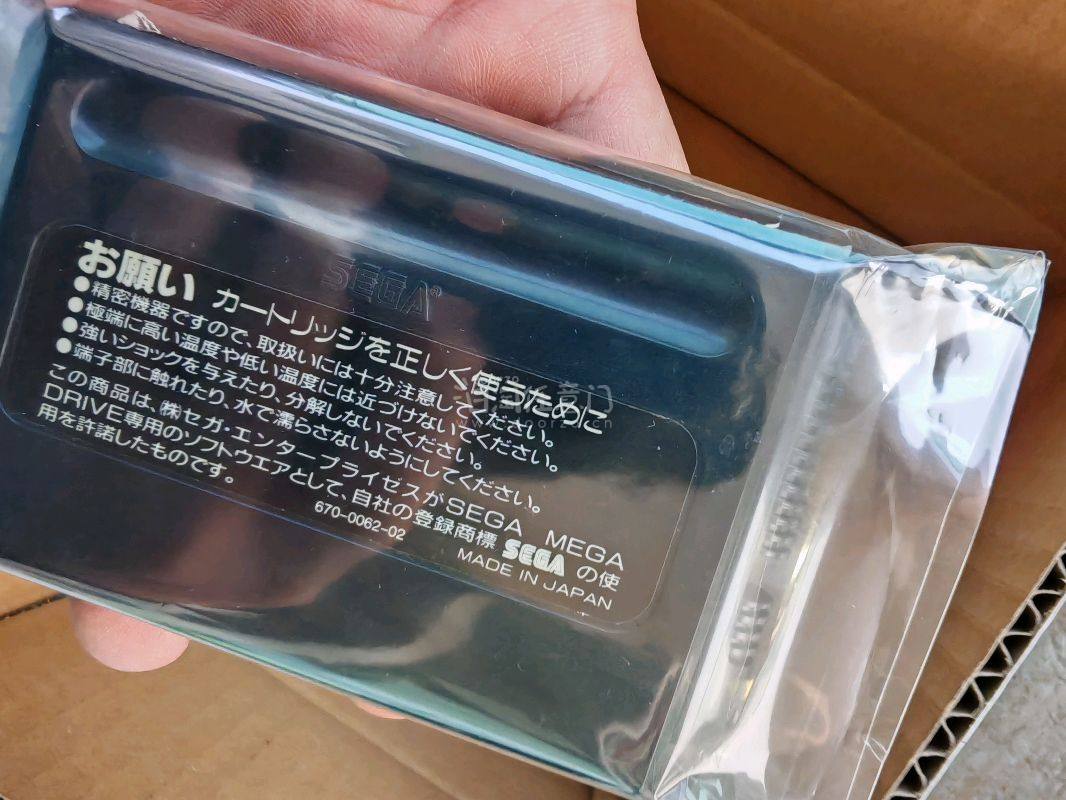 SEGA
お願い カートリッジを正しく使うために
●精密機器ですので、取扱いには十分注意してください。
●極端に高い温度や低い温度には近づけないでください。
●強いショックを与えたり、分解しないでください。
●端子部に触れたり、水で濡らさないようにしてください。
この商品は、㈱セガ・エンタープライゼスがSEGA MEGA
DRIVE専用のソフトウエアとして、自社の登録商標 SEGA の使
用を許諾したものです。
670-0062-02
MADE IN JAPAN